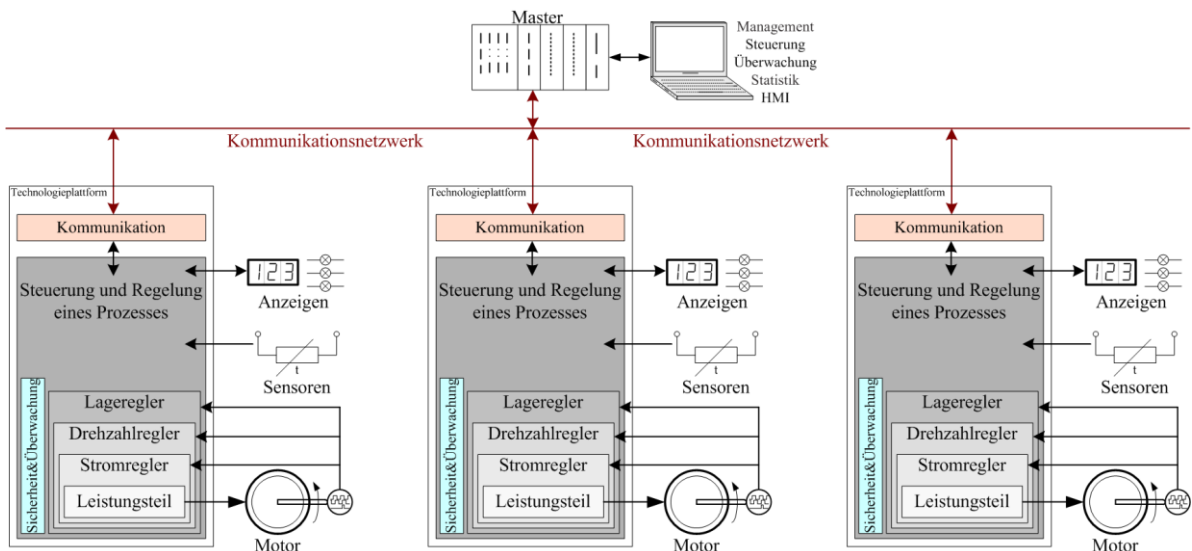 Master
Management
Steuerung
Überwachung
Statistik
HMI
Kommunikationsnetzwerk
Kommunikationsnetzwerk
Technologieplattform
Kommunikation
Steuerung und Regelung
eines Prozesses
123
Anzeigen
t
Sensoren
Sicherheit&Überwachung
Lageregler
Drehzahlregler
Stromregler
Leistungsteil
Motor
Technologieplattform
Kommunikation
Steuerung und Regelung
eines Prozesses
123
Anzeigen
t
Sensoren
Sicherheit&Überwachung
Lageregler
Drehzahlregler
Stromregler
Leistungsteil
Motor
Technologieplattform
Kommunikation
Steuerung und Regelung
eines Prozesses
123
Anzeigen
t
Sensoren
Sicherheit&Überwachung
Lageregler
Drehzahlregler
Stromregler
Leistungsteil
Motor